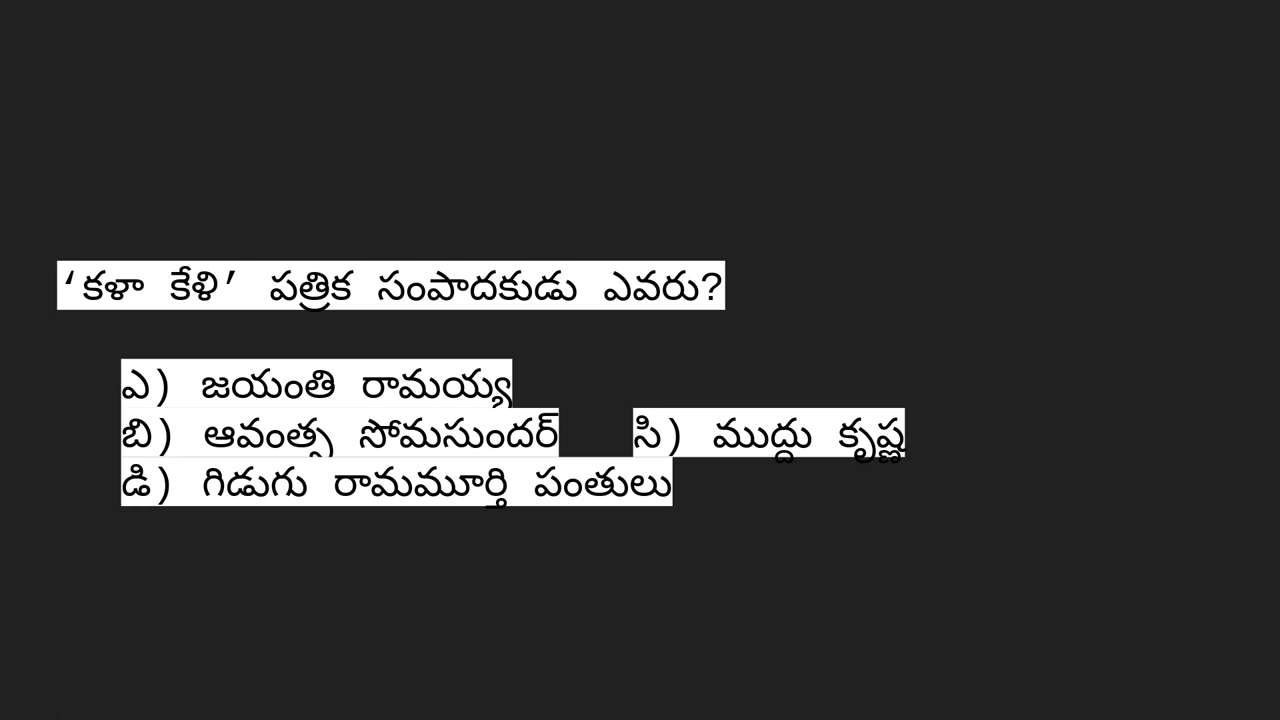 ‘కళా కేళి’ పత్రిక సంపాదకుడు ఎవరు?
ఎ) జయంతి రామయ్య
బి) ఆవంత్స సోమసుందర్ సి) ముద్దు కృష్ణ
డి) గిడుగు రామమూర్తి పంతులు